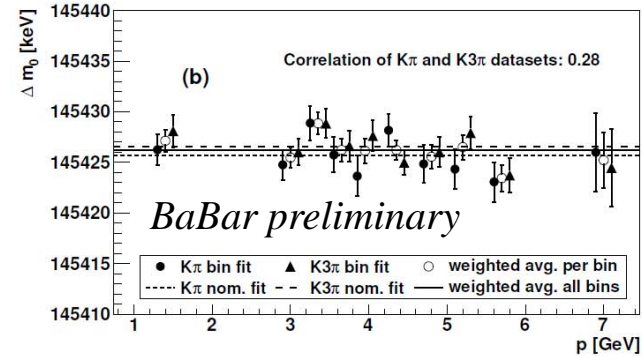 Δ m₀ [keV]
145440
145435
145430
145425
145420
145415
145410
(b)
Correlation of Kπ and K3π datasets: 0.28
BaBar preliminary
● Kπ bin fit ▲ K3π bin fit ○ weighted avg. per bin
Kπ nom. fit K3π nom. fit weighted avg. all bins
1 2 3 4 5 6 7
p [GeV]